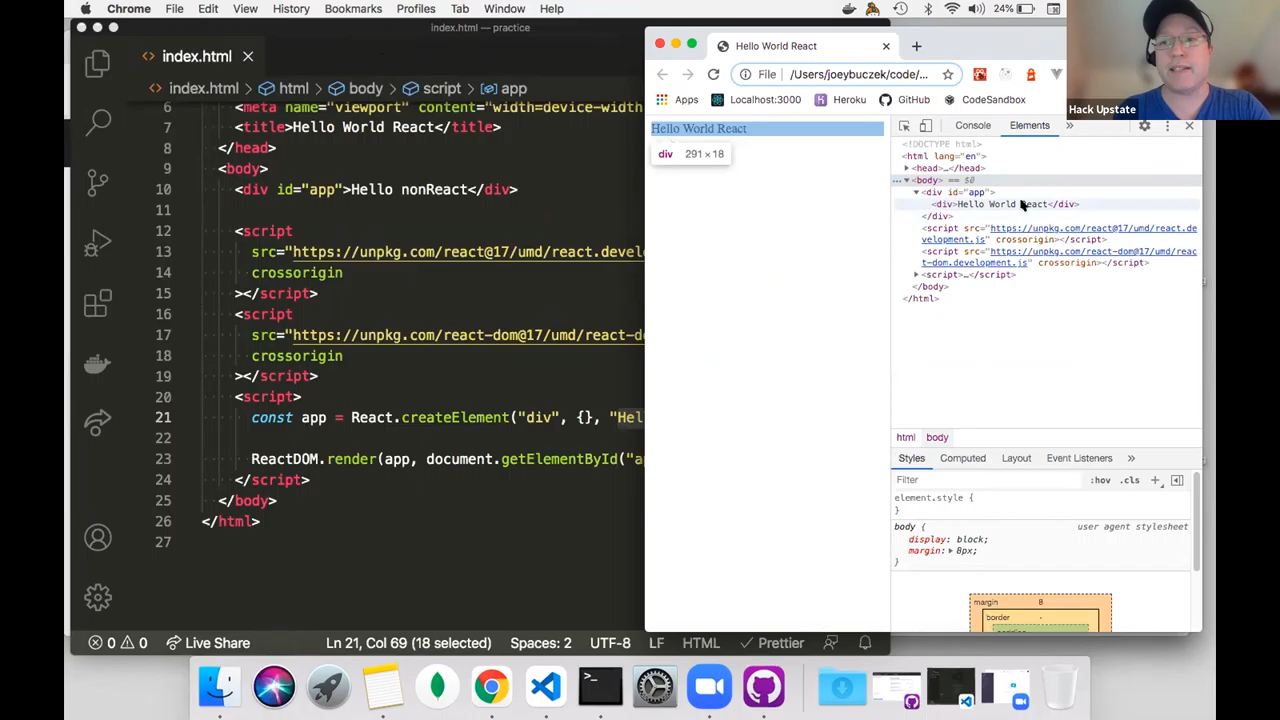 Chrome File Edit View History Bookmarks Profiles Tab Window Help 24%
index.html — practice
index.html
index.html > html > body > script > app
6 <meta name="viewport" content="width=device-width
7 <title>Hello World React</title>
8 </head>
9 <body>
10 <div id="app">Hello nonReact</div>
11
12 <script
13 src="https://unpkg.com/react@17/umd/react.devel
14 crossorigin
15 ></script>
16 <script
17 src="https://unpkg.com/react-dom@17/umd/react-d
18 crossorigin
19 ></script>
20 <script>
21 const app = React.createElement("div", {}, "Hel
22
23 ReactDOM.render(app, document.getElementById("a
24 </script>
25 </body>
26 </html>
27
0 0 Live Share Ln 21, Col 69 (18 selected) Spaces: 2 UTF-8 LF HTML Prettier
Hello World React
File /Users/joeybuczek/code/...
Apps Localhost:3000 Heroku GitHub CodeSandbox
Hello World React
div 291 × 18
Console Elements »
<!DOCTYPE html>
<html lang="en">
<head>…</head>
… <body> == $0
<div id="app">
<div>Hello World React</div>
</div>
<script src="https://unpkg.com/react@17/umd/react.de
velopment.js" crossorigin></script>
<script src="https://unpkg.com/react-dom@17/umd/reac
t-dom.development.js" crossorigin></script>
<script>…</script>
</body>
</html>
html body
Styles Computed Layout Event Listeners »
Filter :hov .cls +
element.style {
}
body { user agent stylesheet
display: block;
margin: 8px;
}
margin 8
border -
Hack Upstate